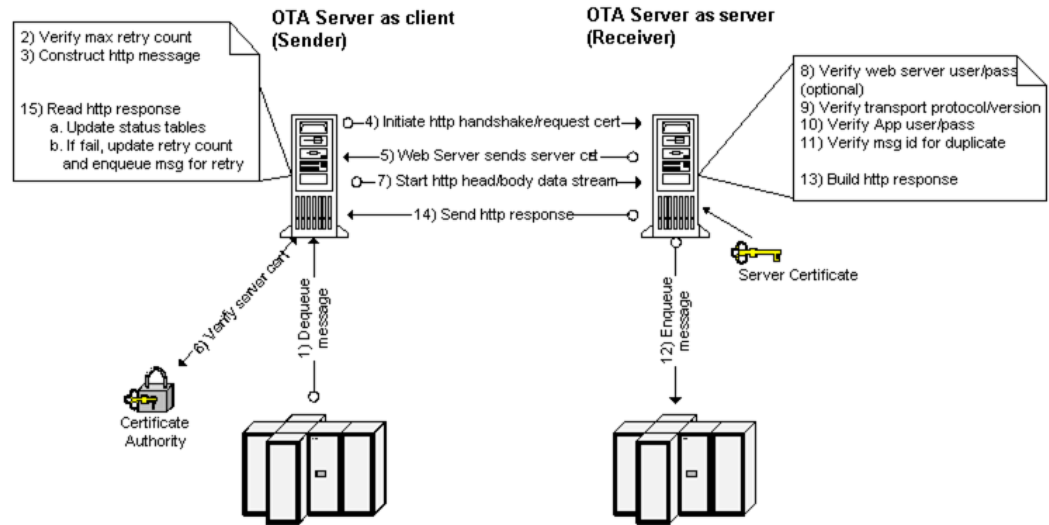 OTA Server as client
(Sender)
OTA Server as server
(Receiver)
2) Verify max retry count
3) Construct http message
15) Read http response
a. Update status tables
b. If fail, update retry count
and enqueue msg for retry
8) Verify web server user/pass
(optional)
9) Verify transport protocol/version
10) Verify App user/pass
11) Verify msg id for duplicate
13) Build http response
4) Initiate http handshake/request cert
5) Web Server sends server cet
7) Start http head/body data stream
14) Send http response
Server Certificate
6) Verify server cert
1) Dequeue
message
12) Enqueue
message
Certificate
Authority